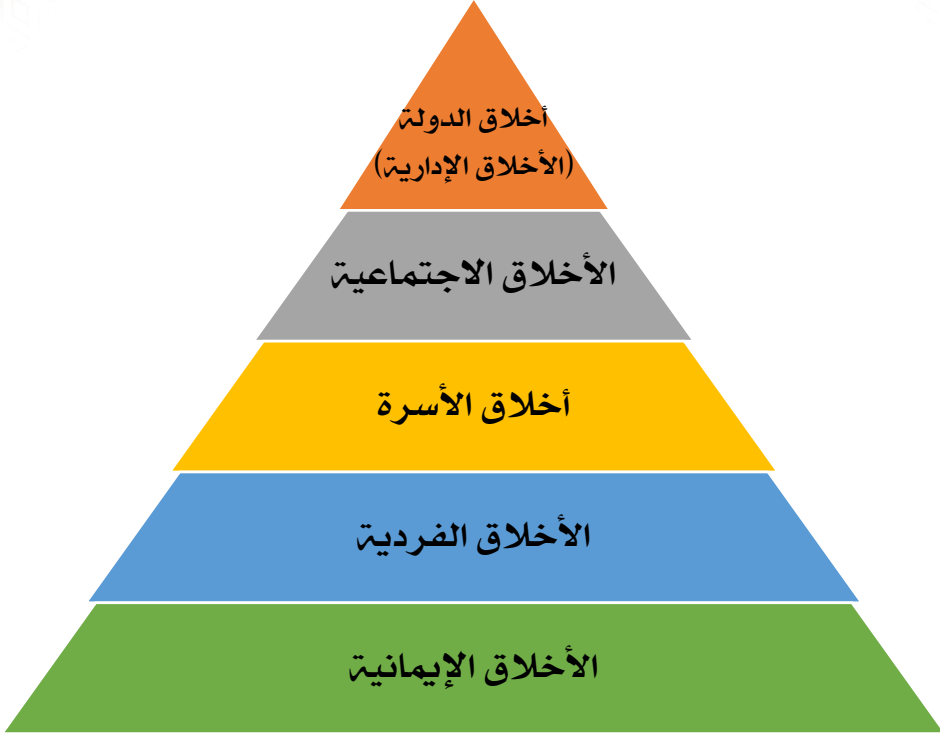 أخلاق الدولة
(الأخلاق الإدارية)
الأخلاق الاجتماعية
أخلاق الأسرة
الأخلاق الفردية
الأخلاق الإيمانية